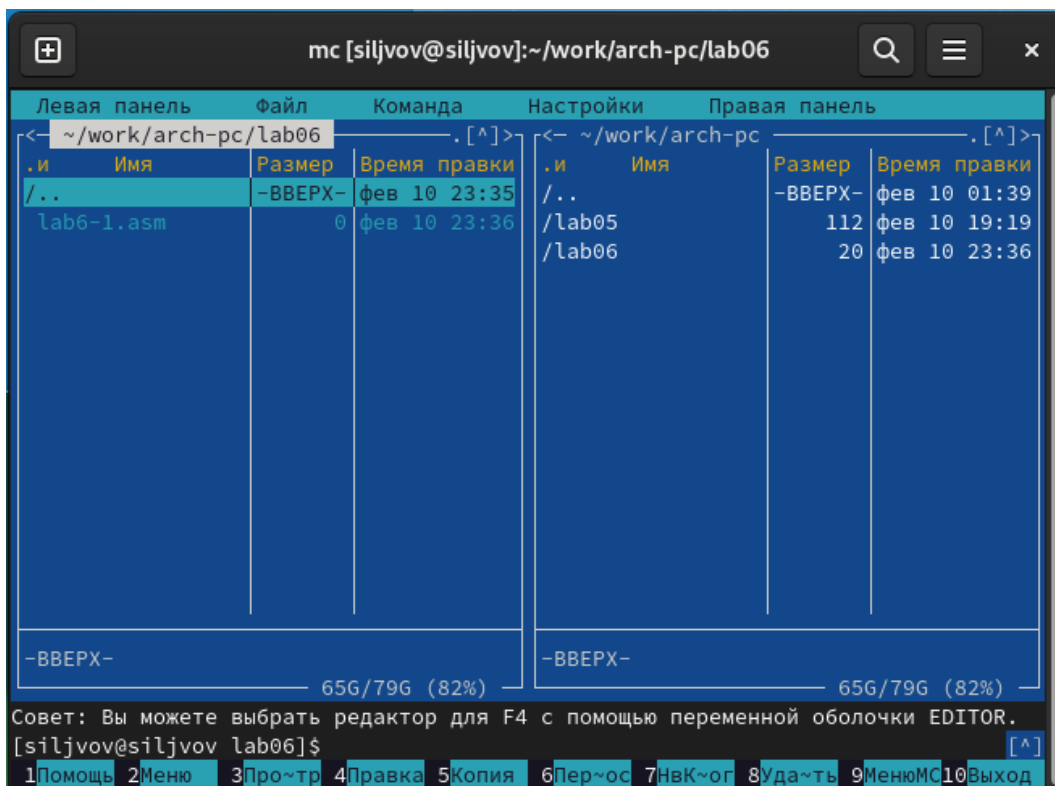 mc [siljvov@siljvov]:~/work/arch-pc/lab06
Левая панель Файл Команда Настройки Правая панель
<─ ~/work/arch-pc/lab06 ─.[^]>  <─ ~/work/arch-pc ─.[^]>
.и Имя Размер Время правки .и Имя Размер Время правки
/.. -ВВЕРХ- фев 10 23:35 /.. -ВВЕРХ- фев 10 01:39
lab6-1.asm 0 фев 10 23:36 /lab05 112 фев 10 19:19
/lab06 20 фев 10 23:36
-ВВЕРХ- -ВВЕРХ-
65G/79G (82%) 65G/79G (82%)
Совет: Вы можете выбрать редактор для F4 с помощью переменной оболочки EDITOR.
[siljvov@siljvov lab06]$ [^]
1Помощь 2Меню 3Про~тр 4Правка 5Копия 6Пер~ос 7НвК~ог 8Уда~ть 9МенюМС 10Выход